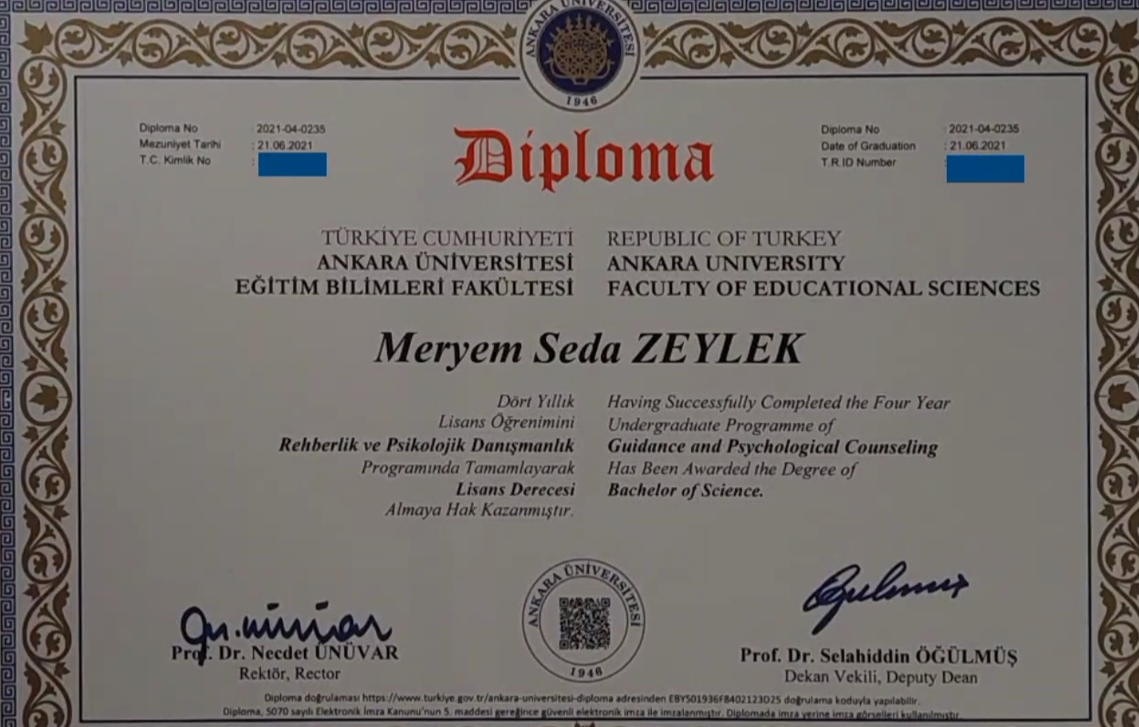 ANKARA ÜNİVERSİTESİ
1946
Diploma No : 2021-04-0235
Mezuniyet Tarihi : 21.06.2021
T.C. Kimlik No :
Diploma
Diploma No : 2021-04-0235
Date of Graduation : 21.06.2021
T.R.ID Number :
TÜRKİYE CUMHURİYETİ
ANKARA ÜNİVERSİTESİ
EĞİTİM BİLİMLERİ FAKÜLTESİ
REPUBLIC OF TURKEY
ANKARA UNIVERSITY
FACULTY OF EDUCATIONAL SCIENCES
Meryem Seda ZEYLEK
Dört Yıllık
Lisans Öğrenimini
Rehberlik ve Psikolojik Danışmanlık
Programında Tamamlayarak
Lisans Derecesi
Almaya Hak Kazanmıştır.
Having Successfully Completed the Four Year
Undergraduate Programme of
Guidance and Psychological Counseling
Has Been Awarded the Degree of
Bachelor of Science.
ANKARA ÜNİVERSİTESİ
1946
Prof. Dr. Necdet ÜNÜVAR
Rektör, Rector
Prof. Dr. Selahiddin ÖĞÜLMÜŞ
Dekan Vekili, Deputy Dean
Diploma doğrulaması https://www.turkiye.gov.tr/ankara-universitesi-diploma adresinden EBYS01936F8402123025 doğrulama koduyla yapılabilir.
Diploma, 5070 sayılı Elektronik İmza Kanunu'nun 5. maddesi gereğince güvenli elektronik imza ile imzalanmıştır. Diplomada imza yerine imza görselleri kullanılmıştır.